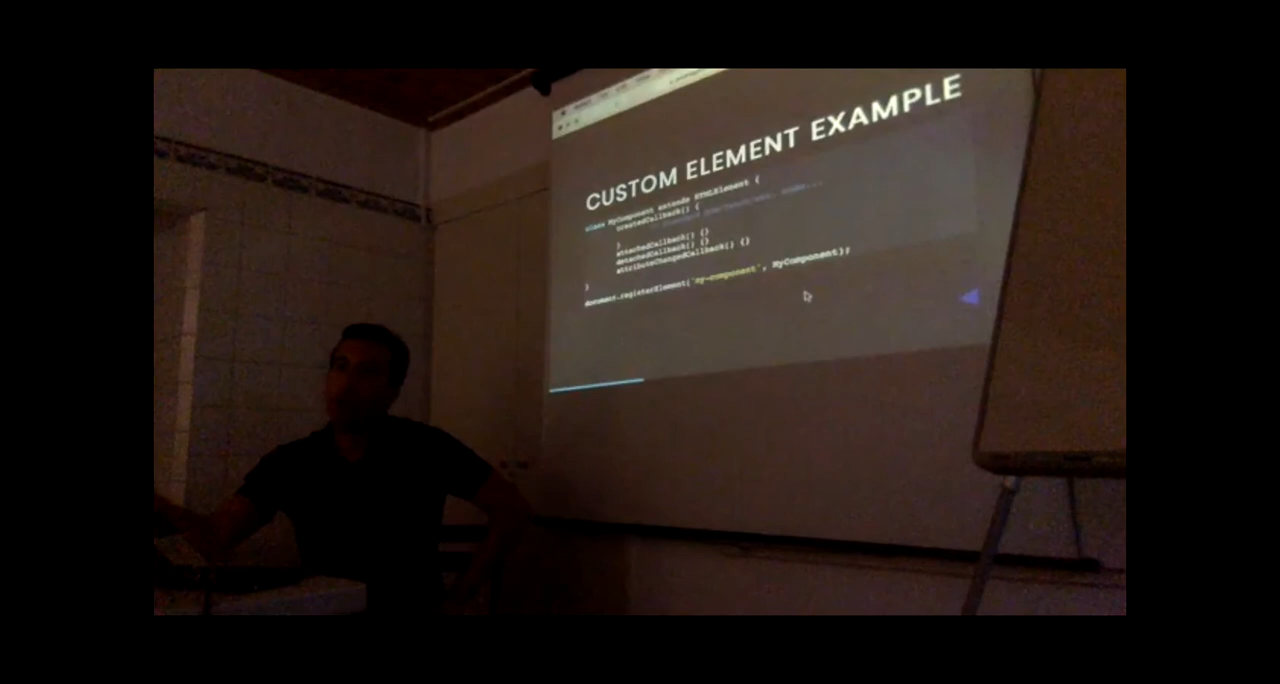 CUSTOM ELEMENT EXAMPLE
class MyComponent extends HTMLElement {
createdCallback() {
}
attachedCallback() {}
detachedCallback() {}
attributeChangedCallback() {}
}
document.registerElement('my-component', MyComponent);